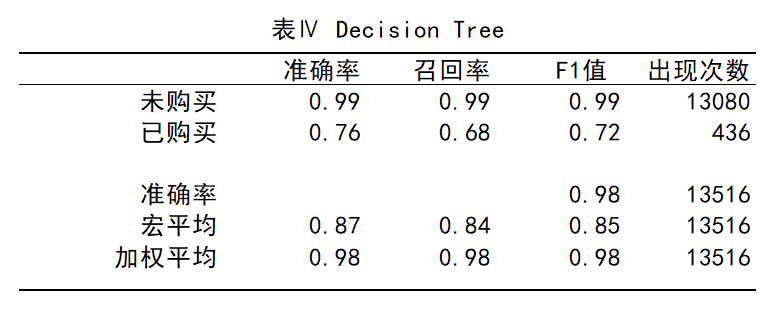 表Ⅳ Decision Tree
准确率 召回率 F1值 出现次数
未购买 0.99 0.99 0.99 13080
已购买 0.76 0.68 0.72 436
准确率 0.98 13516
宏平均 0.87 0.84 0.85 13516
加权平均 0.98 0.98 0.98 13516